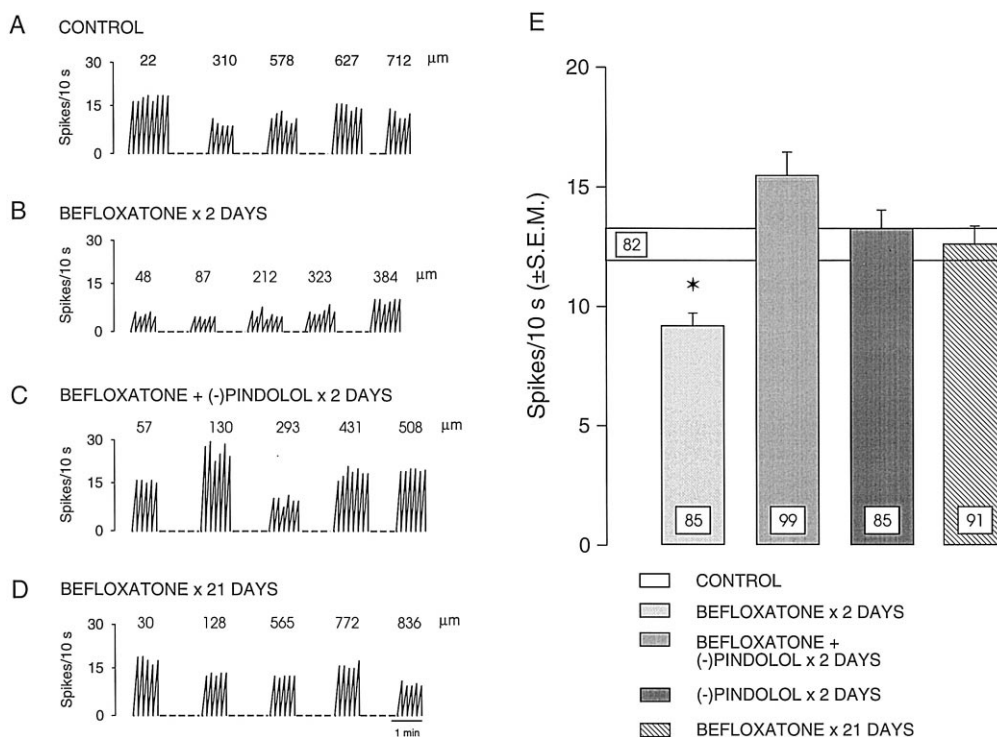 A CONTROL
Spikes/10 s
30
15
0
22 310 578 627 712 μm
B BEFLOXATONE x 2 DAYS
Spikes/10 s
30
15
0
48 87 212 323 384 μm
C BEFLOXATONE + (-)PINDOLOL x 2 DAYS
Spikes/10 s
30
15
0
57 130 293 431 508 μm
D BEFLOXATONE x 21 DAYS
Spikes/10 s
30
15
0
30 128 565 772 836 μm
1 min
E
Spikes/10 s (±S.E.M.)
20
15
10
5
0
82
*
85 99 85 91
CONTROL
BEFLOXATONE x 2 DAYS
BEFLOXATONE +
(-)PINDOLOL x 2 DAYS
(-)PINDOLOL x 2 DAYS
BEFLOXATONE x 21 DAYS